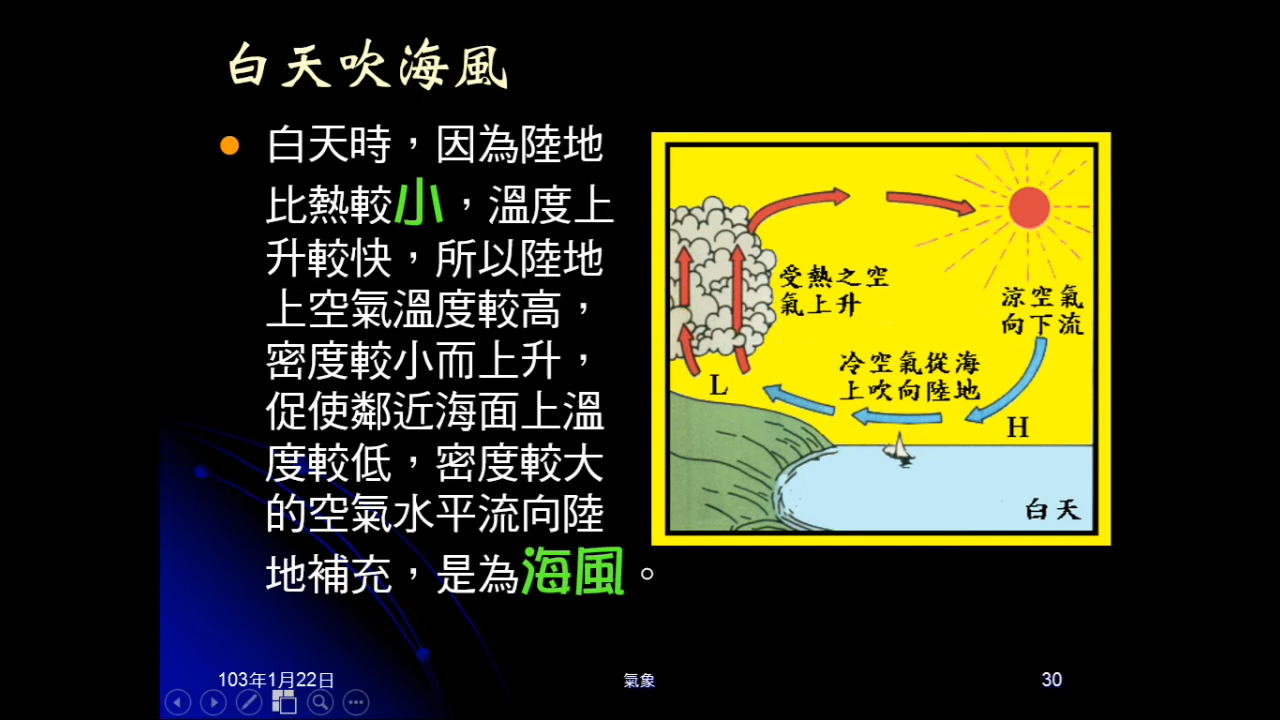 白天吹海風
白天時，因為陸地
比熱較小，溫度上
升較快，所以陸地
上空氣溫度較高，
密度較小而上升，
促使鄰近海面上溫
度較低，密度較大
的空氣水平流向陸
地補充，是為海風。
受熱之空
氣上升
涼空氣
向下流
冷空氣從海
上吹向陸地
L
H
白天
103年1月22日
氣象
30